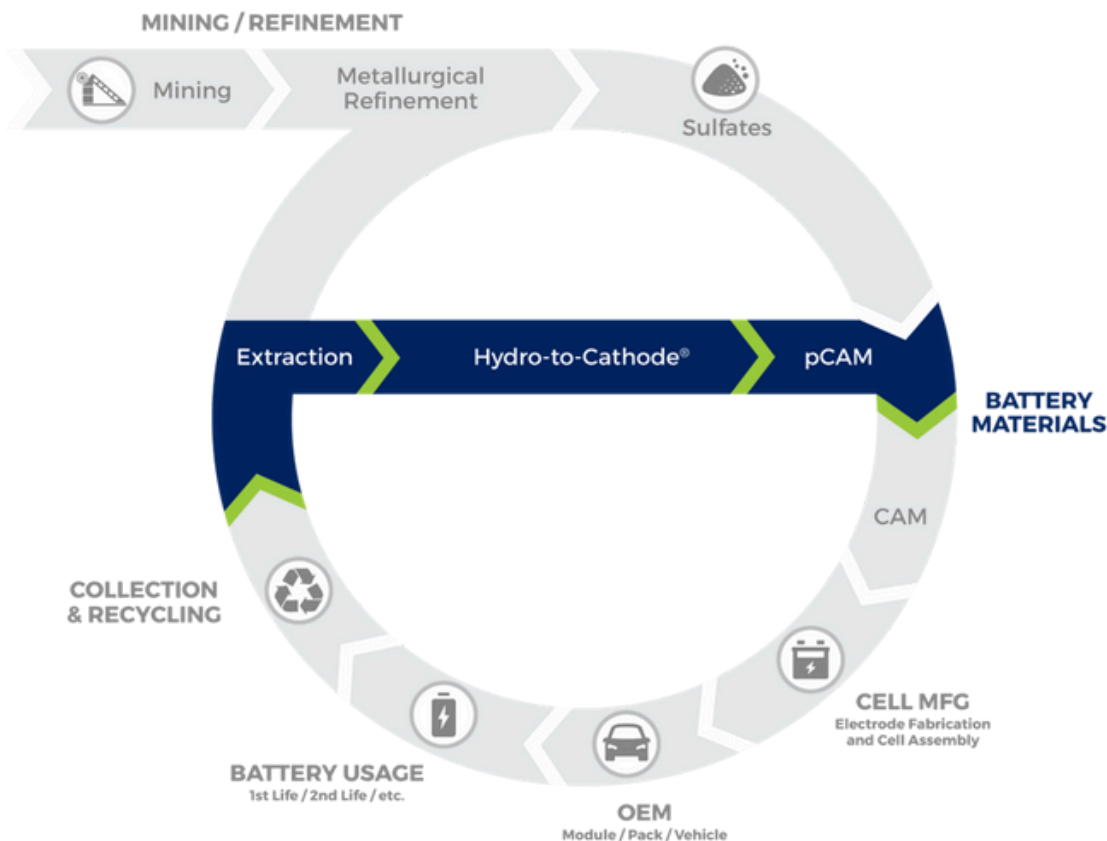 MINING / REFINEMENT
Mining
Metallurgical
Refinement
Sulfates
Extraction
Hydro-to-Cathode®
pCAM
BATTERY
MATERIALS
CAM
COLLECTION
& RECYCLING
CELL MFG
Electrode Fabrication
and Cell Assembly
BATTERY USAGE
1st Life / 2nd Life / etc.
OEM
Module / Pack / Vehicle